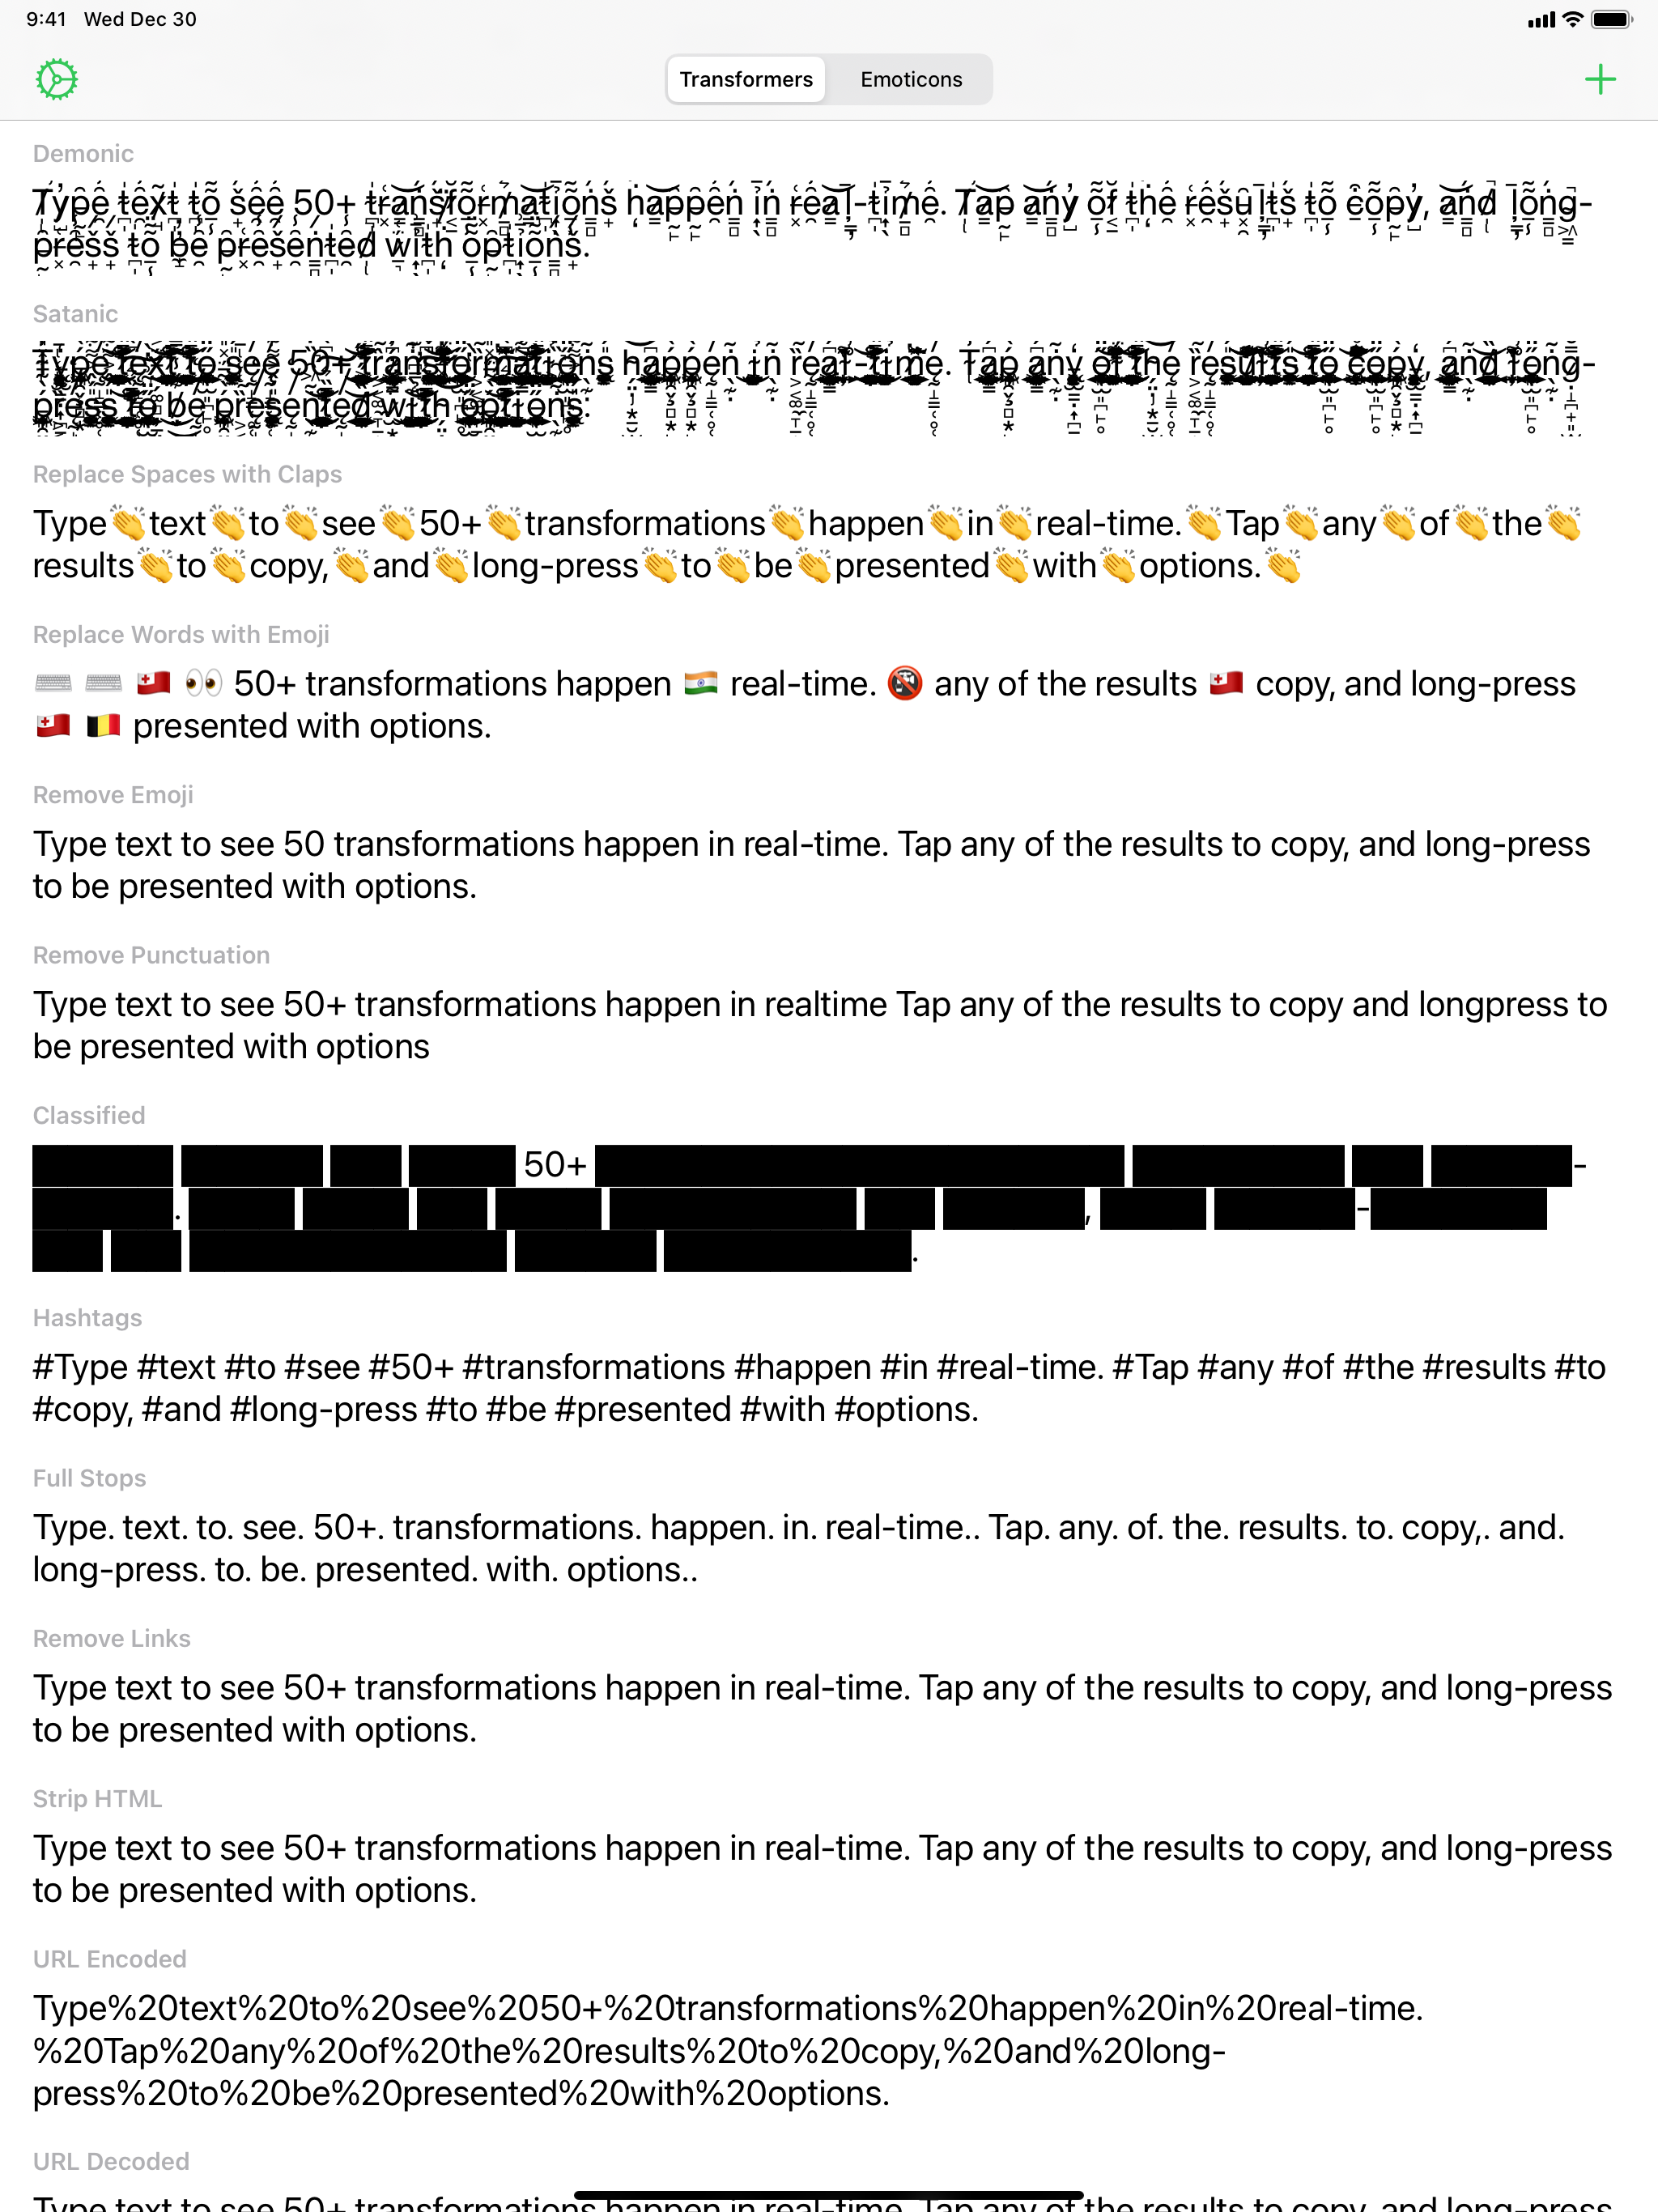 9:41 Wed Dec 30
Transformers Emoticons
Demonic
Type text to see 50+ transformations happen in real-time. Tap any of the results to copy, and long-
press to be presented with options.
Satanic
Type text to see 50+ transformations happen in real-time. Tap any of the results to copy, and long-
press to be presented with options.
Replace Spaces with Claps
Type👏text👏to👏see👏50+👏transformations👏happen👏in👏real-time.👏Tap👏any👏of👏the👏
results👏to👏copy,👏and👏long-press👏to👏be👏presented👏with👏options.👏
Replace Words with Emoji
⌨️ ⌨️ 🇹🇴 👀 50+ transformations happen 🇮🇳 real-time. 🚱 any of the results 🇹🇴 copy, and long-press
🇹🇴 🇧🇪 presented with options.
Remove Emoji
Type text to see 50 transformations happen in real-time. Tap any of the results to copy, and long-press
to be presented with options.
Remove Punctuation
Type text to see 50+ transformations happen in realtime Tap any of the results to copy and longpress to
be presented with options
Classified
████ ████ ██ ███ 50+ ███████████████ ██████ ██ ████-
████. ███ ███ ██ ███ ███████ ██ ████, ███ ████-█████
██ ██ █████████ ████ ███████.
Hashtags
#Type #text #to #see #50+ #transformations #happen #in #real-time. #Tap #any #of #the #results #to
#copy, #and #long-press #to #be #presented #with #options.
Full Stops
Type. text. to. see. 50+. transformations. happen. in. real-time.. Tap. any. of. the. results. to. copy,. and.
long-press. to. be. presented. with. options..
Remove Links
Type text to see 50+ transformations happen in real-time. Tap any of the results to copy, and long-press
to be presented with options.
Strip HTML
Type text to see 50+ transformations happen in real-time. Tap any of the results to copy, and long-press
to be presented with options.
URL Encoded
Type%20text%20to%20see%2050+%20transformations%20happen%20in%20real-time.
%20Tap%20any%20of%20the%20results%20to%20copy,%20and%20long-
press%20to%20be%20presented%20with%20options.
URL Decoded
Type text to see 50+ transformations happen in real-time. Tap any of the results to copy, and long-press